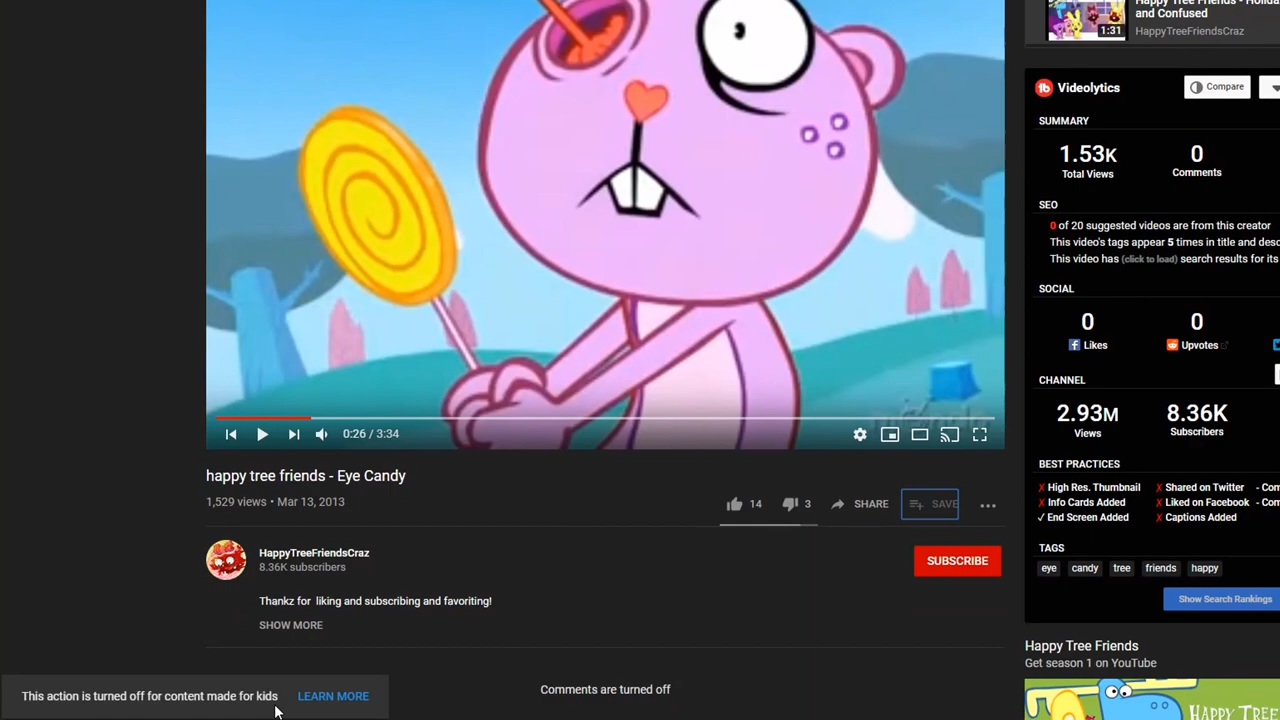 Happy Tree Friends - Holida
and Confused
1:31
HappyTreeFriendsCraz
Videolytics
Compare
SUMMARY
1.53K
Total Views
0
Comments
SEO
0 of 20 suggested videos are from this creator
This video's tags appear 5 times in title and desc
This video has (click to load) search results for its
SOCIAL
0
Likes
0
Upvotes
CHANNEL
2.93M
Views
8.36K
Subscribers
BEST PRACTICES
✗ High Res. Thumbnail
✗ Shared on Twitter
- Com
✗ Info Cards Added
✗ Liked on Facebook
- Com
✓ End Screen Added
✗ Captions Added
TAGS
eye
candy
tree
friends
happy
Show Search Rankings
0:26 / 3:34
happy tree friends - Eye Candy
1,529 views • Mar 13, 2013
14
3
SHARE
SAVE
HappyTreeFriendsCraz
8.36K subscribers
SUBSCRIBE
Thankz for liking and subscribing and favoriting!
SHOW MORE
Happy Tree Friends
Get season 1 on YouTube
HAPPY TREE
This action is turned off for content made for kids
LEARN MORE
Comments are turned off